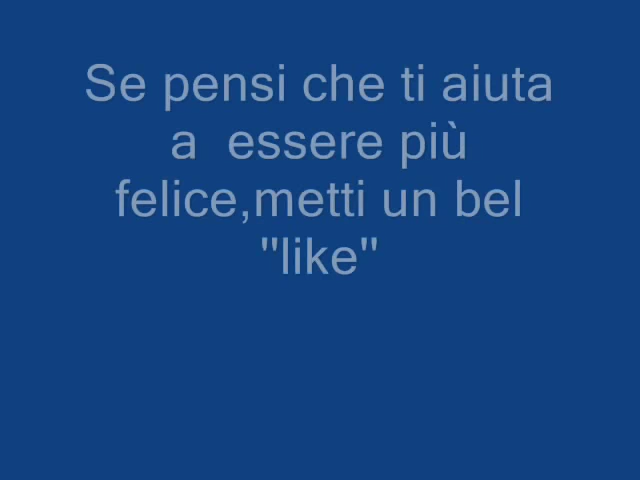 Se pensi che ti aiuta
a  essere più
felice,metti un bel
"like"